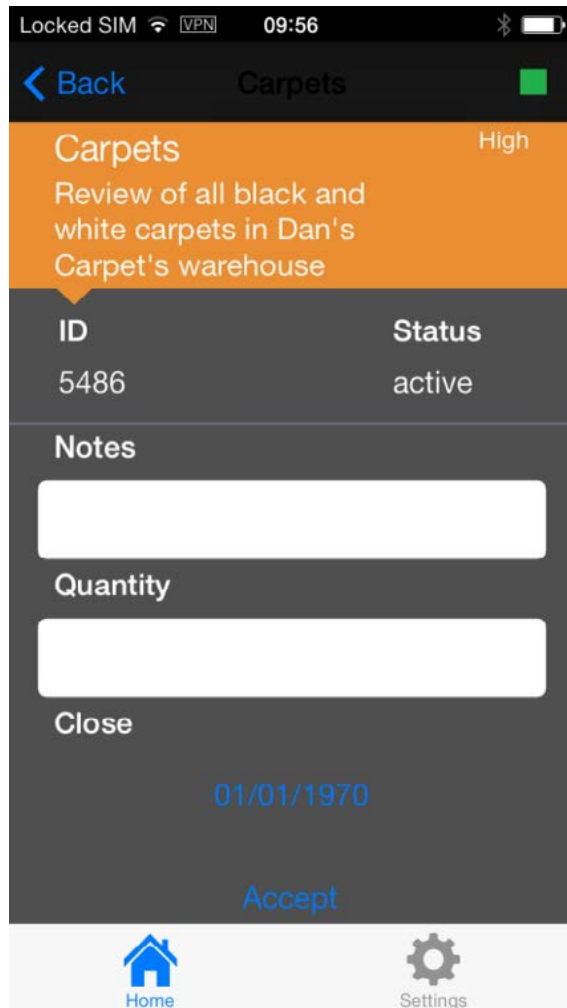 Locked SIM VPN 09:56
Back Carpets
Carpets High
Review of all black and
white carpets in Dan's
Carpet's warehouse
ID Status
5486 active
Notes
Quantity
Close
01/01/1970
Accept
Home Settings